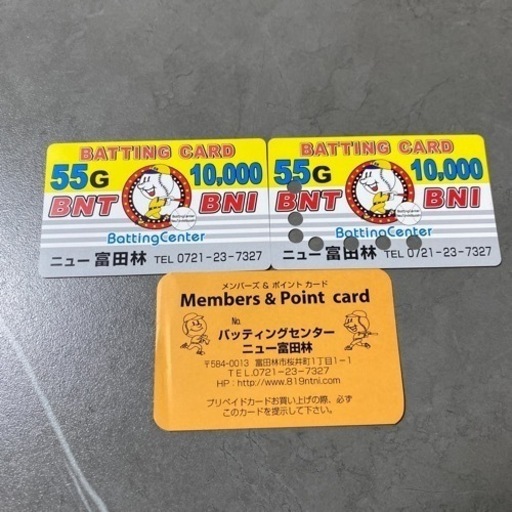 BATTING CARD
55G 10,000
BNT BNI
BattingCenter
ニュー富田林 TEL 0721-23-7327
BATTING CARD
55G 10,000
BNT BNI
BattingCenter
ニュー富田林 TEL 0721-23-7327
メンバーズ & ポイント カード
Members & Point card
No.
バッティングセンター
ニュー富田林
〒584-0013 富田林市桜井町1丁目1-1
TEL.0721-23-7327
HP : http://www.819ntni.com/
プリペイドカードお買い上げの際、必ず
このカードを提示して下さい。